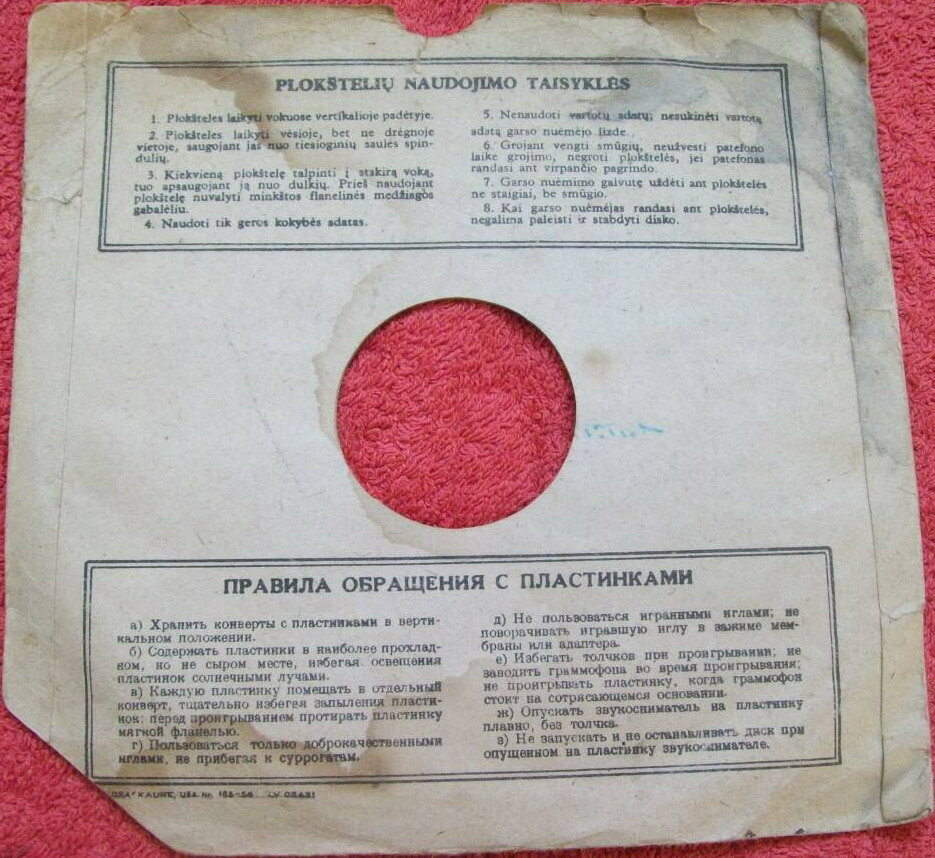 PLOKŠTELIŲ NAUDOJIMO TAISYKLĖS
1. Plokšteles laikyti vokuose vertikalioje padėtyje.
2. Plokšteles laikyti vėsioje, bet ne drėgnoje
vietoje, saugojant jas nuo tiesioginių saulės spin-
dulių.
3. Kiekvieną plokštelę talpinti į atskirą voką,
tuo apsaugojant ją nuo dulkių. Prieš naudojant
plokštelę nuvalyti minkštos flanelinės medžiagos
gabalėliu.
4. Naudoti tik geros kokybės adatas.
5. Nenaudoti vartotų adatų; nesukinėti vartotą
adatą garso nuėmėjo lizde.
6. Grojant vengti smūgių, neužvesti patefono
laike grojimo, negroti plokštelės, jei patefonas
randasi ant virpančio pagrindo.
7. Garso nuėmimo galvutę uždėti ant plokštelės
ne staigiai, be smūgio.
8. Kai garso nuėmėjas randasi ant plokštelės,
negalima paleisti ir stabdyti disko.
ПРАВИЛА ОБРАЩЕНИЯ С ПЛАСТИНКАМИ
а) Хранить конверты с пластинками в верти-
кальном положении.
б) Содержать пластинки в наиболее прохлад-
ном, но не сыром месте, избегая освещения
пластинок солнечными лучами.
в) Каждую пластинку помещать в отдельный
конверт, тщательно избегая запыления пласти-
нок; перед проигрыванием протирать пластинку
мягкой фланелью.
г) Пользоваться только доброкачественными
иглами, не прибегая к суррогатам.
д) Не пользоваться игранными иглами; не
поворачивать игравшую иглу в зажиме мем-
браны или адаптера.
е) Избегать толчков при проигрывании; не
заводить граммофона во время проигрывания;
не проигрывать пластинку, когда граммофон
стоит на сотрясающемся основании.
ж) Опускать звукосниматель на пластинку
плавно, без толчка.
з) Не запускать и не останавливать диск при
опущенном на пластинку звукоснимателе.
KAUNE, Užs. Nr. 185-56 LV 03431